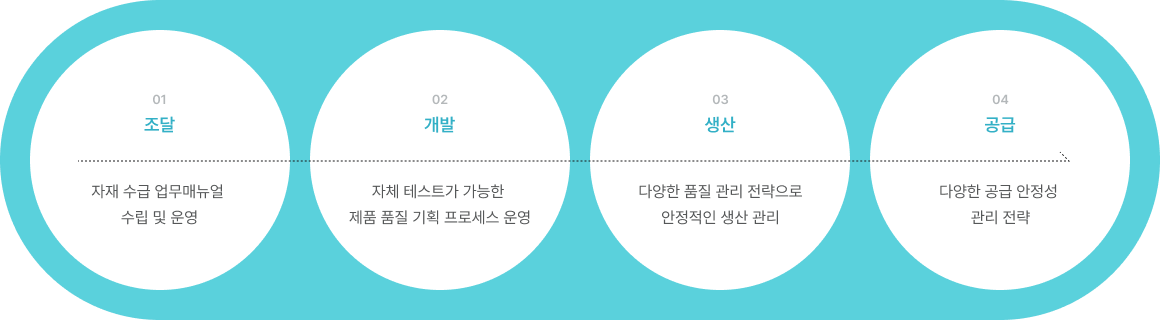 01
조달
자재 수급 업무매뉴얼
수립 및 운영
02
개발
자체 테스트가 가능한
제품 품질 기획 프로세스 운영
03
생산
다양한 품질 관리 전략으로
안정적인 생산 관리
04
공급
다양한 공급 안정성
관리 전략